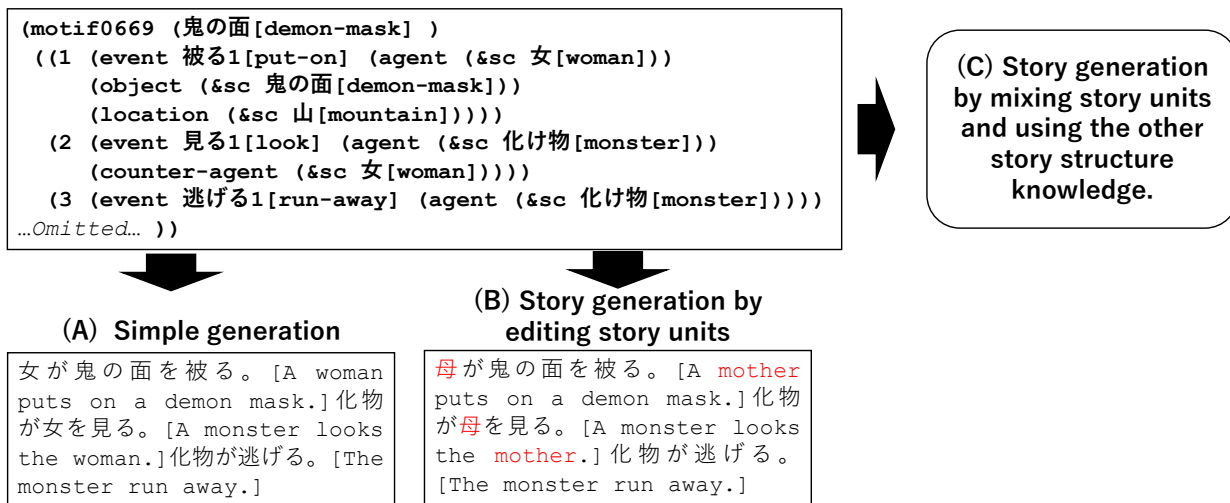 (motif0669 (鬼の面[demon-mask] )
((1 (event 被る1[put-on] (agent (&sc 女[woman]))
(object (&sc 鬼の面[demon-mask]))
(location (&sc 山[mountain]))))) 
(2 (event 見る1[look] (agent (&sc 化け物[monster]))
(counter-agent (&sc 女[woman])))))
(3 (event 逃げる1[run-away] (agent (&sc 化け物[monster]))))) 
…Omitted… ))
(C) Story generation
by mixing story units
and using the other
story structure
knowledge.
(A) Simple generation
女が鬼の面を被る。[A woman
puts on a demon mask.]化物
が女を見る。[A monster looks
the woman.]化物が逃げる。[The
monster run away.]
(B) Story generation by
editing story units
母が鬼の面を被る。[A mother
puts on a demon mask.]化物
が母を見る。[A monster looks
the mother.]化物が逃げる。
[The monster run away.]